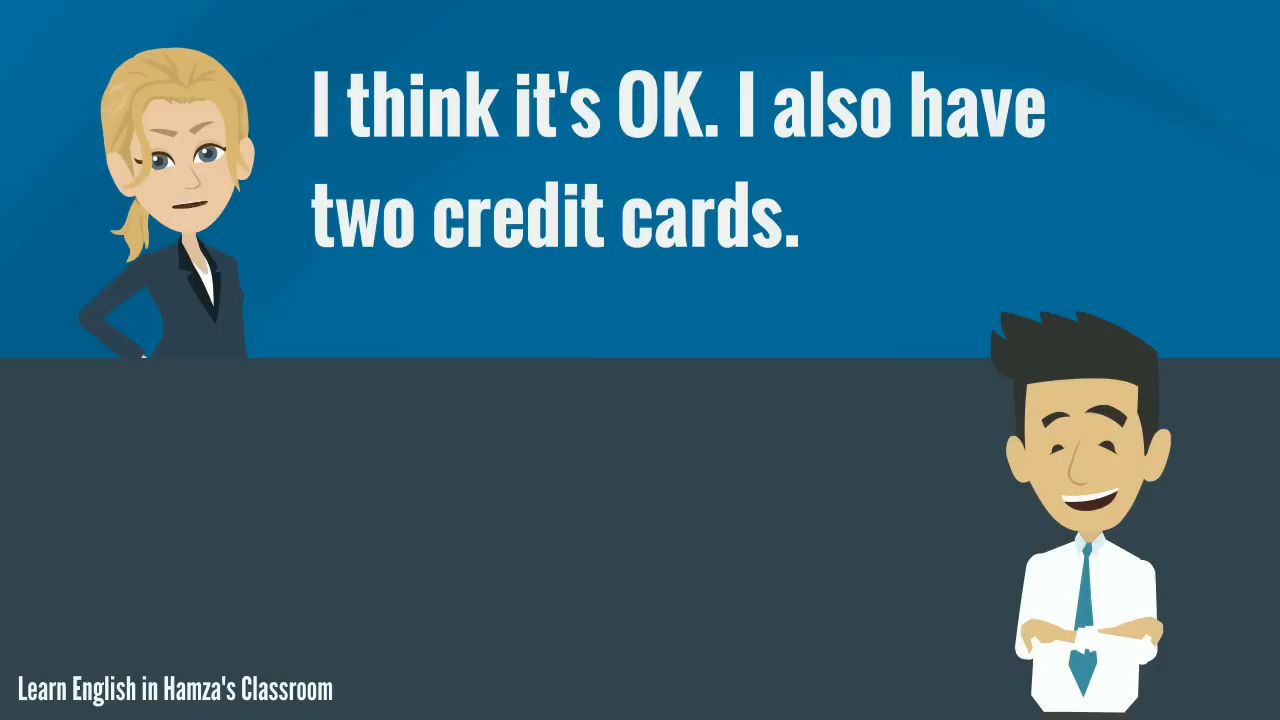 I think it's OK. I also have
two credit cards.
Learn English in Hamza's Classroom